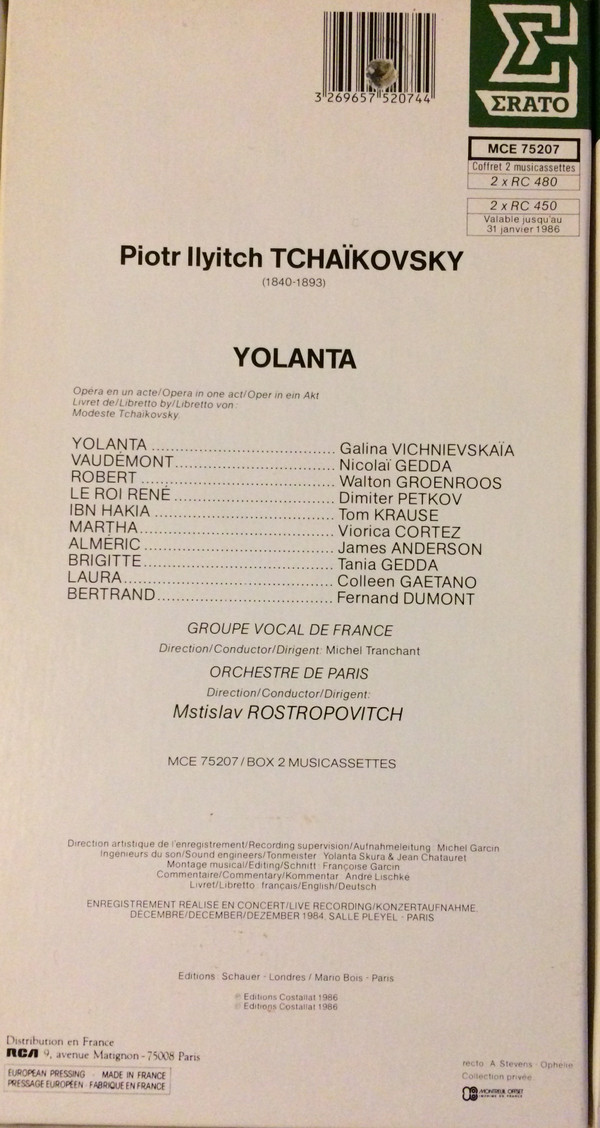 3 269657 520744
ΣRATO
MCE 75207
Coffret 2 musicassettes
2 x RC 480
2 x RC 450
Valable jusqu'au
31 janvier 1986
Piotr Ilyitch TCHAÏKOVSKY
(1840-1893)
YOLANTA
Opéra en un acte/Opera in one act/Oper in ein Akt
Livret de/Libretto by/Libretto von:
Modeste Tchaikovsky.
YOLANTA ........................ Galina VICHNIEVSKAÏA
VAUDÉMONT........................ Nicolaï GEDDA
ROBERT ........................ Walton GROENROOS
LE ROI RENÉ ........................ Dimiter PETKOV
IBN HAKIA ........................ Tom KRAUSE
MARTHA........................ Viorica CORTEZ
ALMÉRIC ........................ James ANDERSON
BRIGITTE........................ Tania GEDDA
LAURA........................ Colleen GAETANO
BERTRAND........................ Fernand DUMONT
GROUPE VOCAL DE FRANCE
Direction/Conductor/Dirigent: Michel Tranchant
ORCHESTRE DE PARIS
Direction/Conductor/Dirigent:
Mstislav ROSTROPOVITCH
MCE 75207 / BOX 2 MUSICASSETTES
Direction artistique de l'enregistrement/Recording supervision/Aufnahmeleitung Michel Garcin
Ingénieurs du son/Sound engineers/Tonmeister Yolanta Skura & Jean Chatauret
Montage musical/Editing/Schnitt Françoise Garcin
Commentaire/Commentary/Kommentar André Lischké
Livret/Libretto français/English/Deutsch
ENREGISTREMENT RÉALISÉ EN CONCERT/LIVE RECORDING/KONZERTAUFNAHME.
DÉCEMBRE/DECEMBER/DEZEMBER 1984, SALLE PLEYEL - PARIS
Editions Schauer - Londres / Mario Bois - Paris
℗ Editions Costallat 1986
© Editions Costallat 1986
Distribution en France
RCA 9, avenue Matignon - 75008 Paris
EUROPEAN PRESSING - MADE IN FRANCE
PRESSAGE EUROPÉEN - FABRIQUÉ EN FRANCE
recto A. Stevens - Ophélie
Collection privée
MONTREUIL OFFSET
IMPRIMÉ EN FRANCE